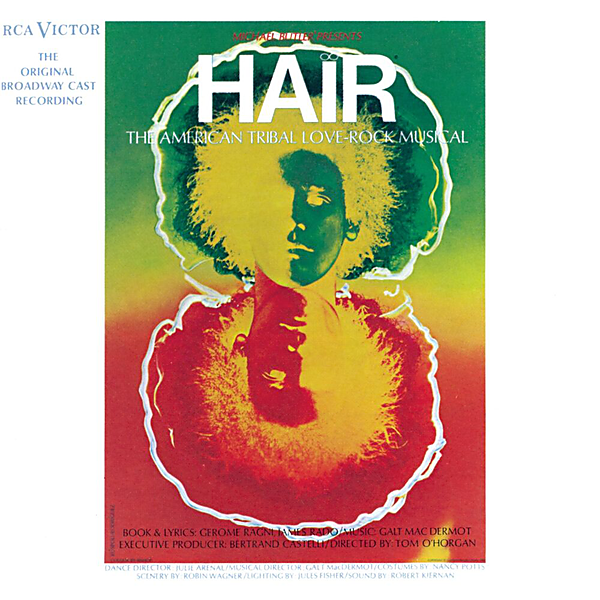 RCA VICTOR
THE
ORIGINAL
BROADWAY CAST
RECORDING
MICHAEL BUTLER PRESENTS
HAIR
THE AMERICAN TRIBAL LOVE-ROCK MUSICAL
BOOK & LYRICS: GEROME RAGNI, JAMES RADO/MUSIC: GALT MAC DERMOT
EXECUTIVE PRODUCER: BERTRAND CASTELLI/DIRECTED BY: TOM O'HORGAN
DANCE DIRECTOR: JULIE ARENAL/MUSICAL DIRECTOR: GALT MacDERMOT/COSTUMES BY: NANCY POTTS
SCENERY BY: ROBIN WAGNER/LIGHTING BY: JULES FISHER/SOUND BY: ROBERT KIERNAN